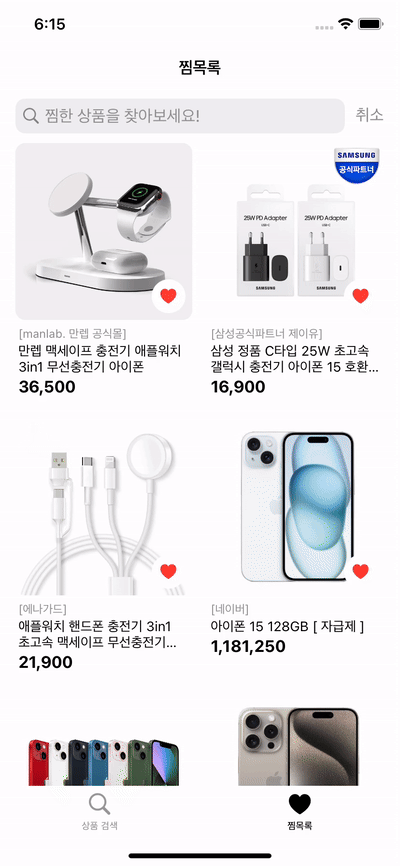 6:15
찜목록
찜한 상품을 찾아보세요!
취소
SAMSUNG
공식파트너
25W PD Adapter
USB-C
25W PD Adapter
USB-C
SAMSUNG
SAMSUNG
[manlab. 만렙 공식몰]
만렙 맥세이프 충전기 애플워치
3in1 무선충전기 아이폰
36,500
[삼성공식파트너 제이유]
삼성 정품 C타입 25W 초고속
갤럭시 충전기 아이폰 15 호환...
16,900
[에나가드]
애플워치 핸드폰 충전기 3in1
초고속 맥세이프 무선충전기...
21,900
[네이버]
아이폰 15 128GB [ 자급제 ]
1,181,250
상품 검색
찜목록